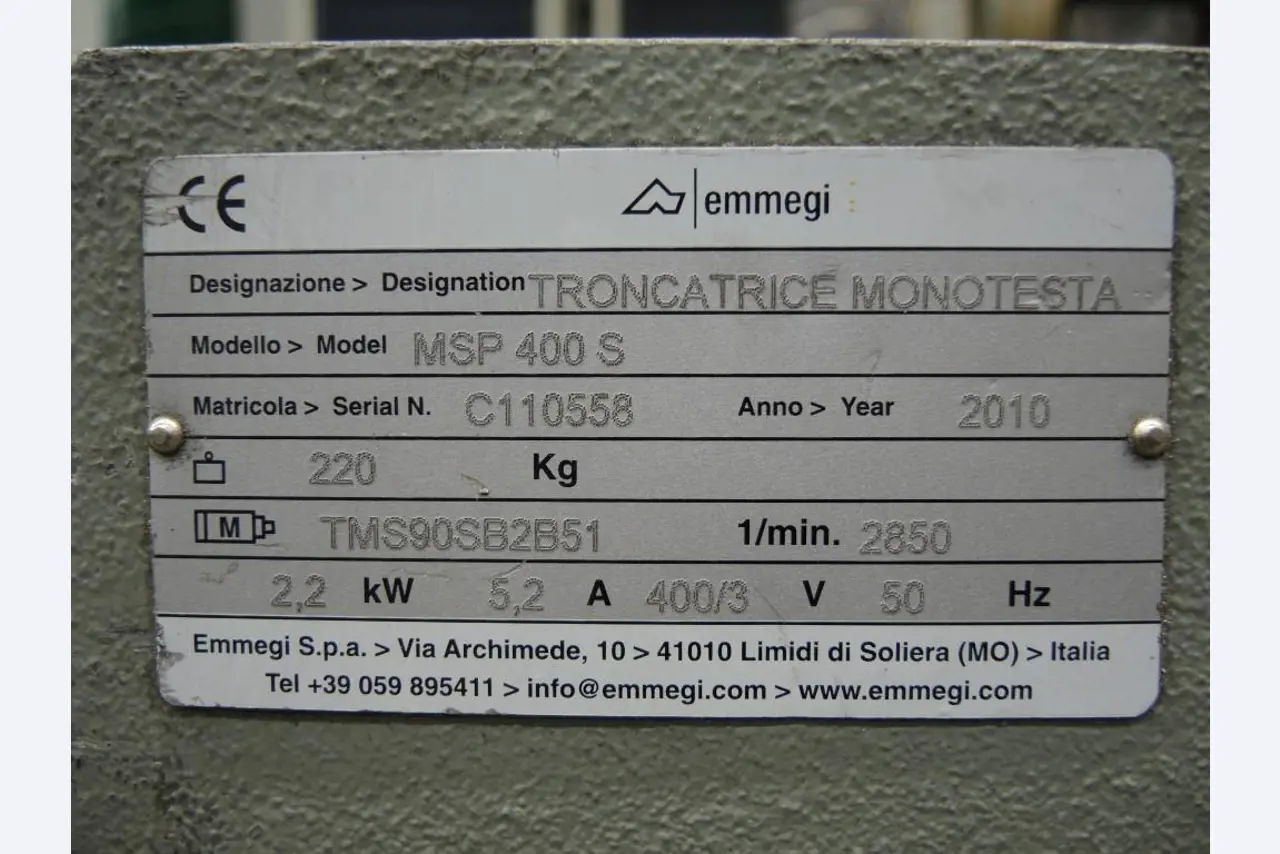 CE
emmegi
Designazione > Designation TRONCATRICE MONOTESTA
Modello > Model MSP 400 S
Matricola > Serial N. C110558 Anno > Year 2010
220 Kg
M TMS90SB2B51 1/min. 2850
2,2 kW 5,2 A 400/3 V 50 Hz
Emmegi S.p.a. > Via Archimede, 10 > 41010 Limidi di Soliera (MO) > Italia
Tel +39 059 895411 > info@emmegi.com > www.emmegi.com